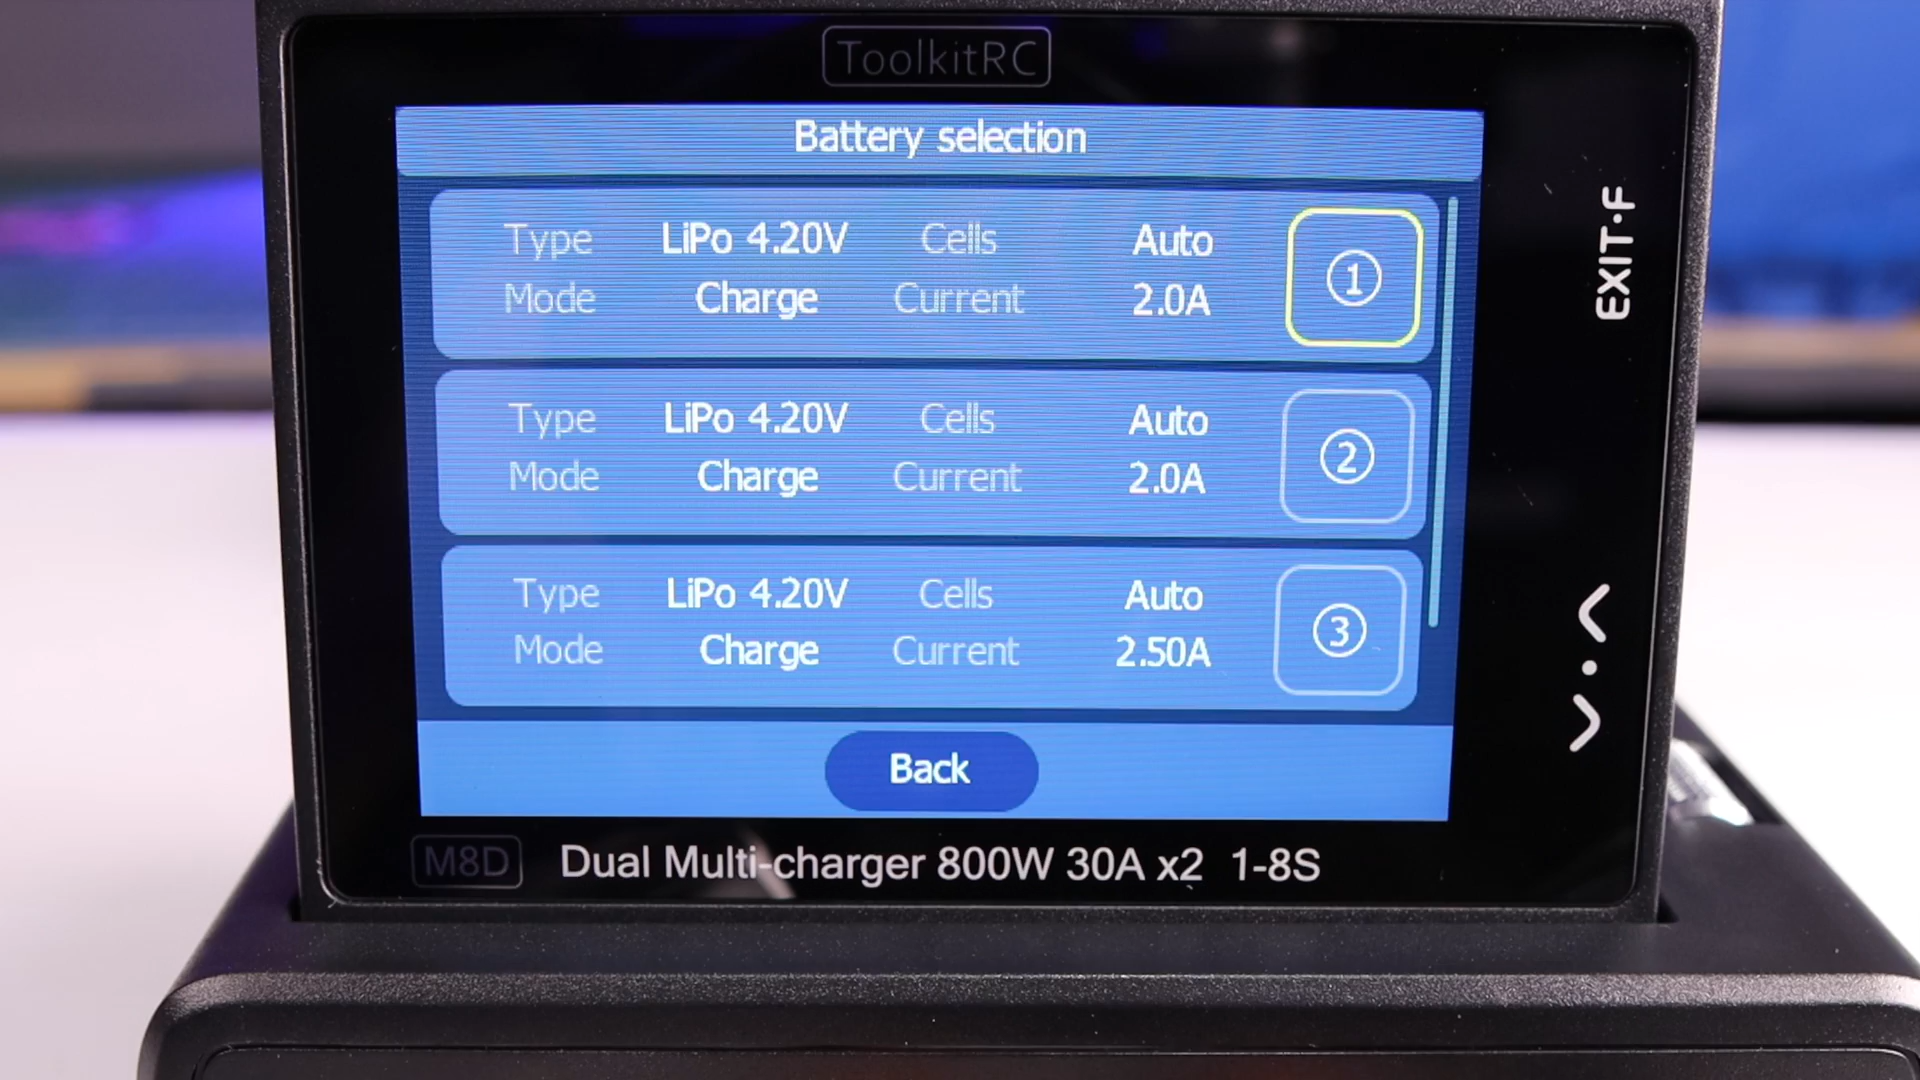 ToolkitRC
Battery selection
Type LiPo 4.20V Cells Auto
Mode Charge Current 2.0A
①
Type LiPo 4.20V Cells Auto
Mode Charge Current 2.0A
②
Type LiPo 4.20V Cells Auto
Mode Charge Current 2.50A
③
Back
EXIT·F
M8D Dual Multi-charger 800W 30A x2 1-8S